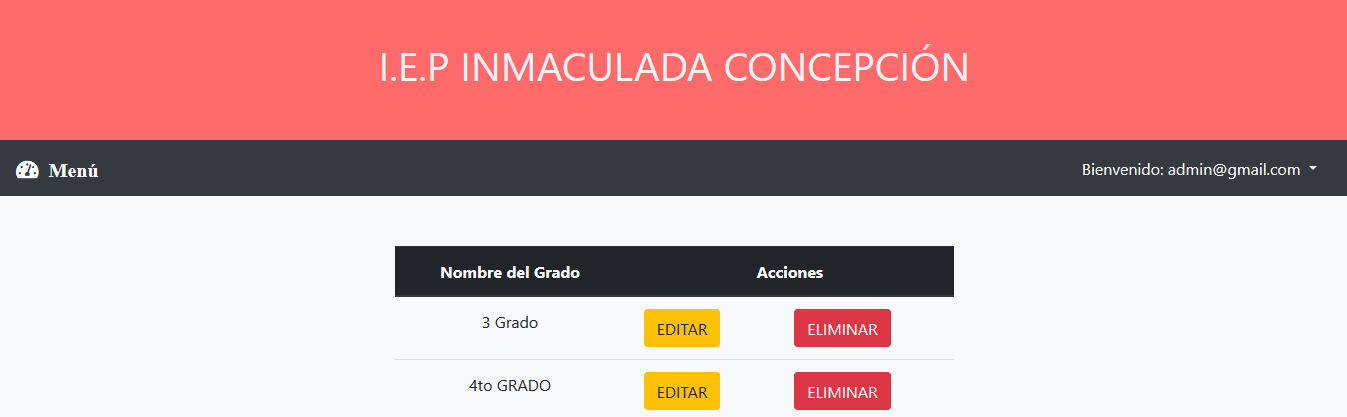 I.E.P INMACULADA CONCEPCIÓN
Menú
Bienvenido: admin@gmail.com
Nombre del Grado Acciones
3 Grado EDITAR ELIMINAR
4to GRADO EDITAR ELIMINAR